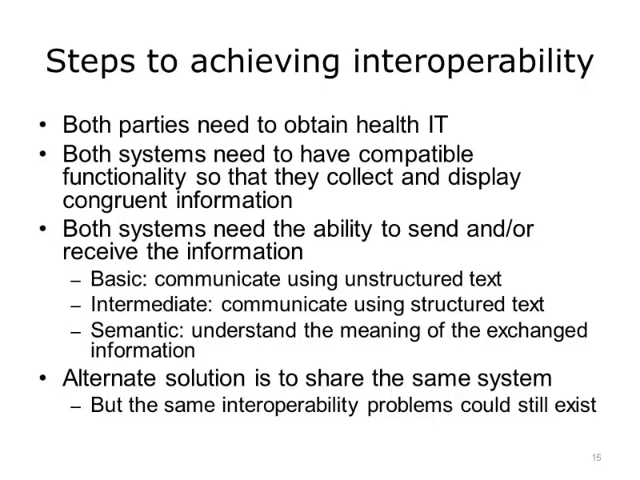 Steps to achieving interoperability
• Both parties need to obtain health IT
• Both systems need to have compatible
functionality so that they collect and display
congruent information
• Both systems need the ability to send and/or
receive the information
– Basic: communicate using unstructured text
– Intermediate: communicate using structured text
– Semantic: understand the meaning of the exchanged
information
• Alternate solution is to share the same system
– But the same interoperability problems could still exist
15